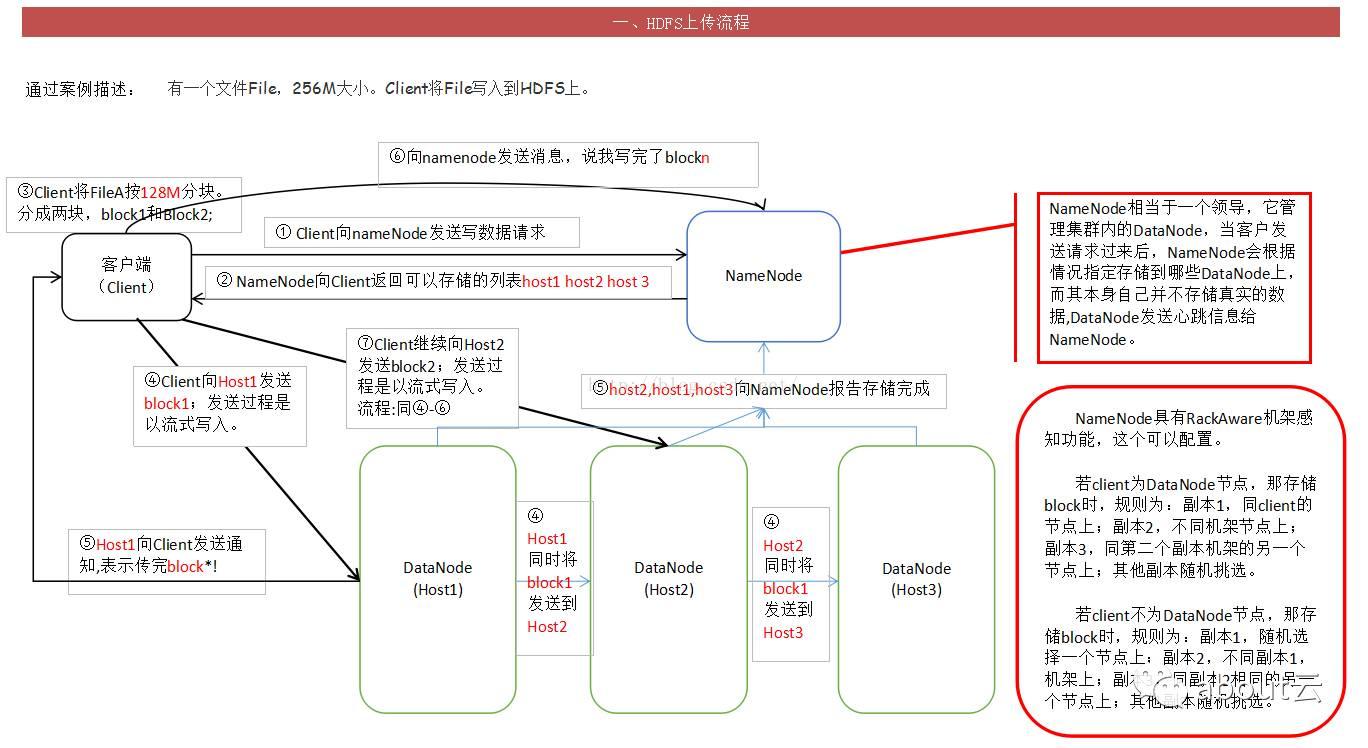 一、HDFS上传流程
通过案例描述： 有一个文件File，256M大小。Client将File写入到HDFS上。
⑥向namenode发送消息，说我写完了blockn
③Client将FileA按128M分块。
分成两块，block1和Block2;
① Client向nameNode发送写数据请求
客户端
（Client）
② NameNode向Client返回可以存储的列表host1 host2 host 3
NameNode
NameNode相当于一个领导，它管
理集群内的DataNode，当客户发
送请求过来后，NameNode会根据
情况指定存储到哪些DataNode上，
而其本身自己并不存储真实的数
据,DataNode发送心跳信息给
NameNode。
⑦Client继续向Host2
发送block2；发送过
程是以流式写入。
流程:同④-⑥
④Client向Host1发送
block1；发送过程是
以流式写入。
⑤host2,host1,host3向NameNode报告存储完成
⑤Host1向Client发送通
知,表示传完block*!
DataNode
(Host1)
④
Host1
同时将
block1
发送到
Host2
DataNode
(Host2)
④
Host2
同时将
block1
发送到
Host3
DataNode
(Host3)
NameNode具有RackAware机架感
知功能，这个可以配置。
若client为DataNode节点，那存储
block时，规则为：副本1，同client的
节点上；副本2，不同机架节点上；
副本3，同第二个副本机架的另一个
节点上；其他副本随机挑选。
若client不为DataNode节点，那存
储block时，规则为：副本1，随机选
择一个节点上；副本2，不同副本1，
机架上；副 同副本2相同的另
一个节点上；其他副本随机挑选。
about云